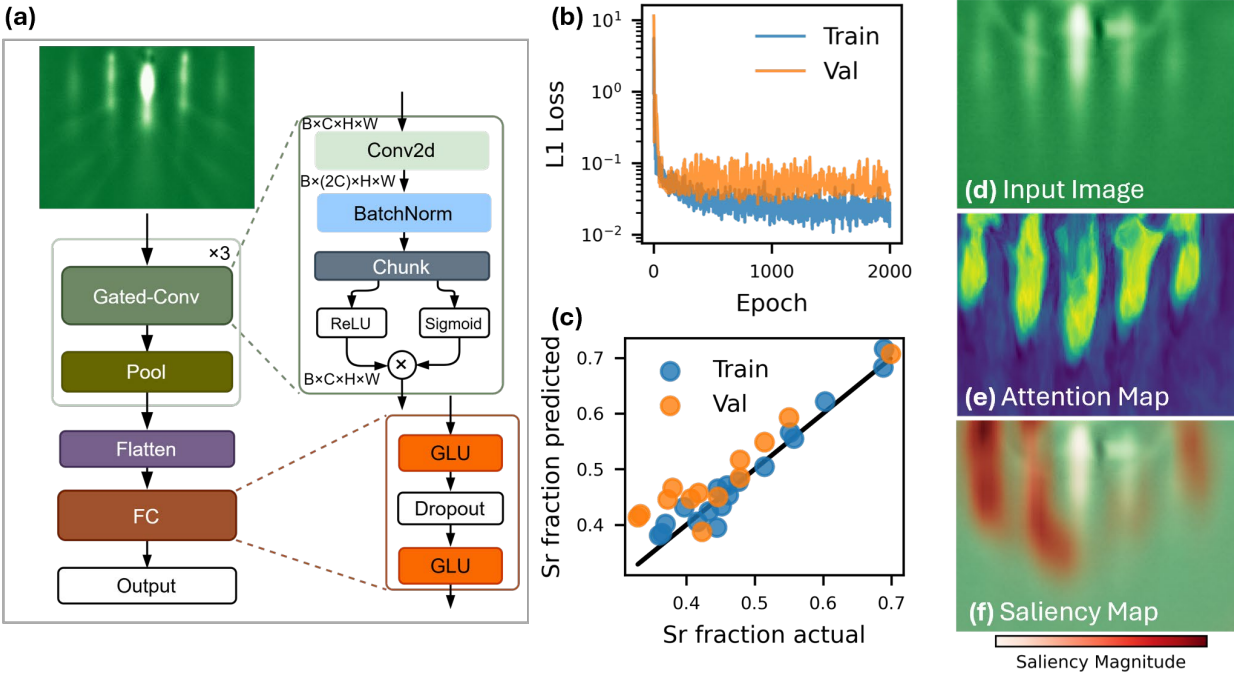 (a)
×3
Gated-Conv
Pool
Flatten
FC
Output
B×C×H×W
Conv2d
B×(2C)×H×W
BatchNorm
Chunk
ReLU
Sigmoid
×
B×C×H×W
GLU
Dropout
GLU
(b)
10¹
10⁰
10⁻¹
10⁻²
L1 Loss
Train
Val
0
1000
2000
Epoch
(c)
0.7
0.6
0.5
0.4
Sr fraction predicted
Train
Val
0.4
0.5
0.6
0.7
Sr fraction actual
(d) Input Image
(e) Attention Map
(f) Saliency Map
Saliency Magnitude